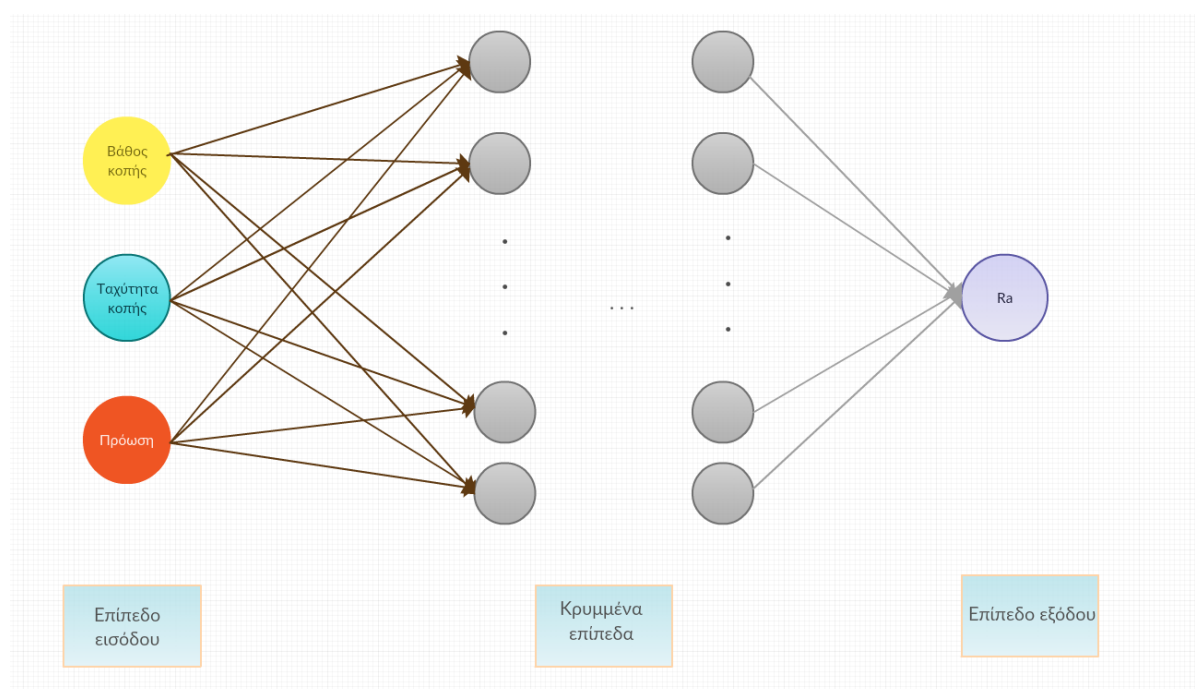 Βάθος
κοπής
Ταχύτητα
κοπής
Πρόωση
. . .
Ra
Επίπεδο
εισόδου
Κρυμμένα
επίπεδα
Επίπεδο εξόδου